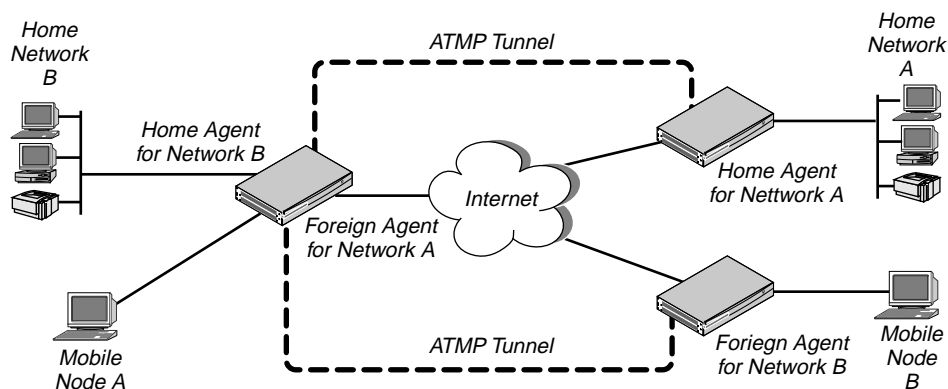 Home
Network
B
ATMP Tunnel
Home
Network
A
Home Agent
for Network B
Internet
Home Agent
for Nettwork A
Foreign Agent
for Network A
Mobile
Node A
ATMP Tunnel
Foriegn Agent
for Network B
Mobile
Node
B